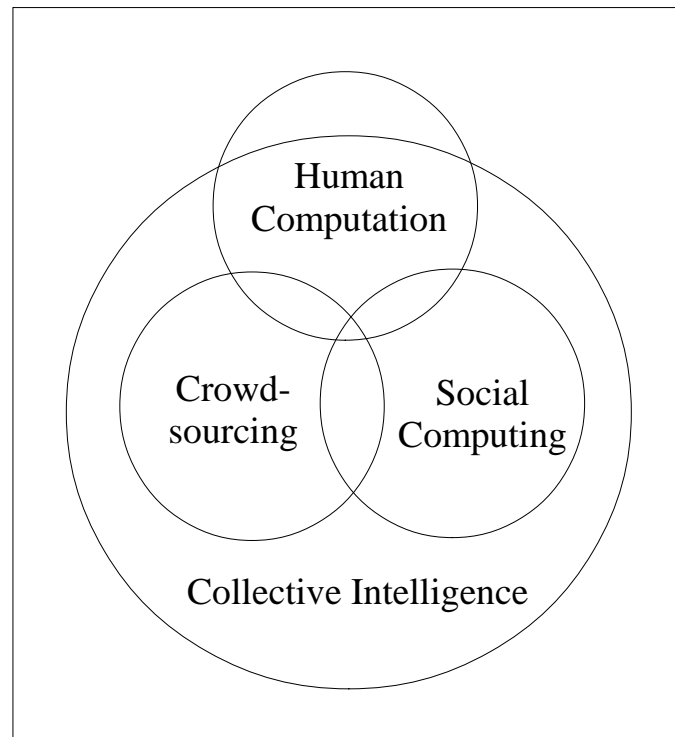 Human
Computation
Crowd-
sourcing
Social
Computing
Collective Intelligence